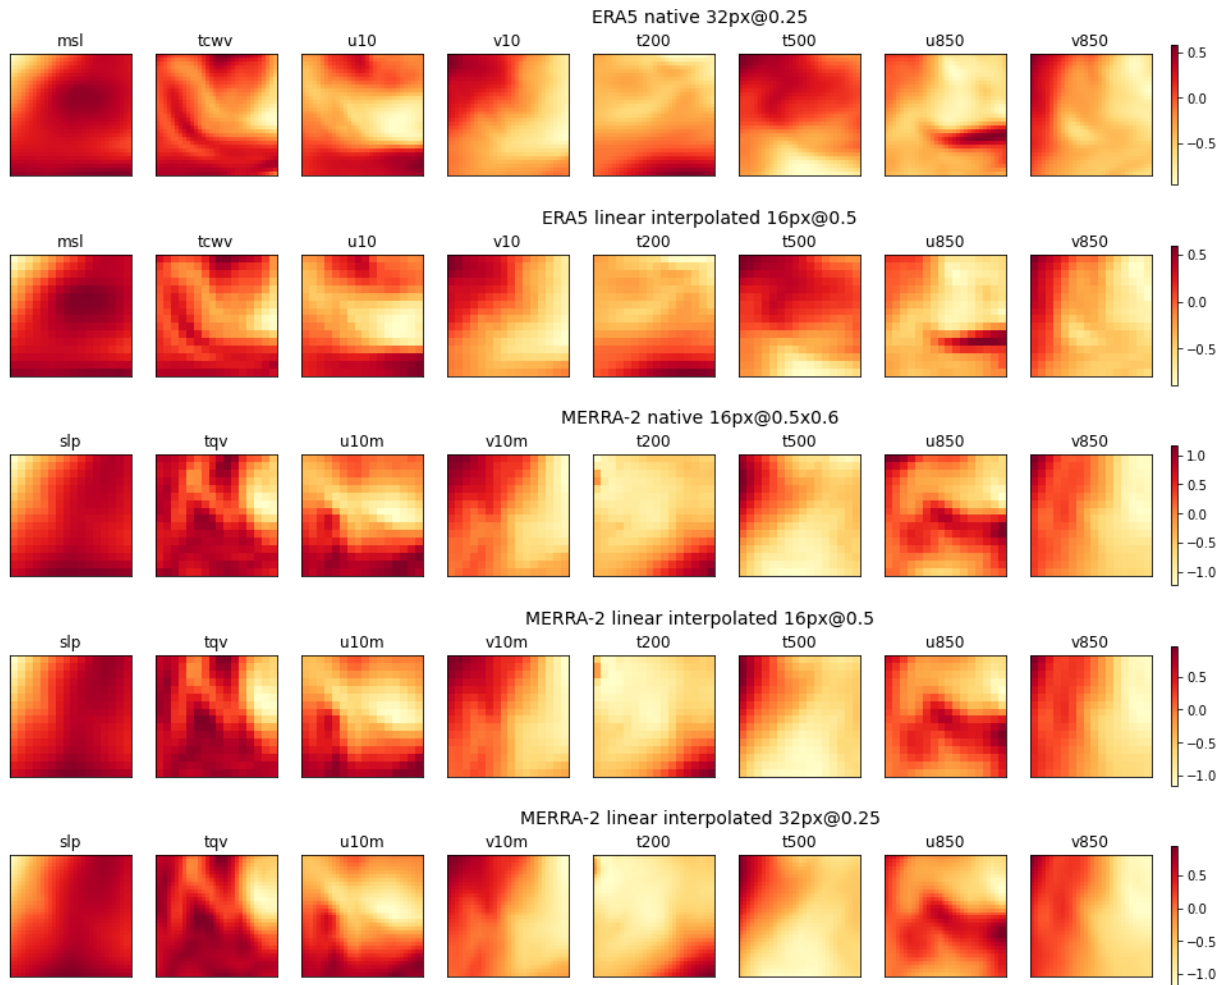 ERA5 native 32px@0.25
msl tcwv u10 v10 t200 t500 u850 v850
0.5
0.0
−0.5
ERA5 linear interpolated 16px@0.5
msl tcwv u10 v10 t200 t500 u850 v850
0.5
0.0
−0.5
MERRA-2 native 16px@0.5x0.6
slp tqv u10m v10m t200 t500 u850 v850
1.0
0.5
0.0
−0.5
−1.0
MERRA-2 linear interpolated 16px@0.5
slp tqv u10m v10m t200 t500 u850 v850
0.5
0.0
−0.5
−1.0
MERRA-2 linear interpolated 32px@0.25
slp tqv u10m v10m t200 t500 u850 v850
0.5
0.0
−0.5
−1.0